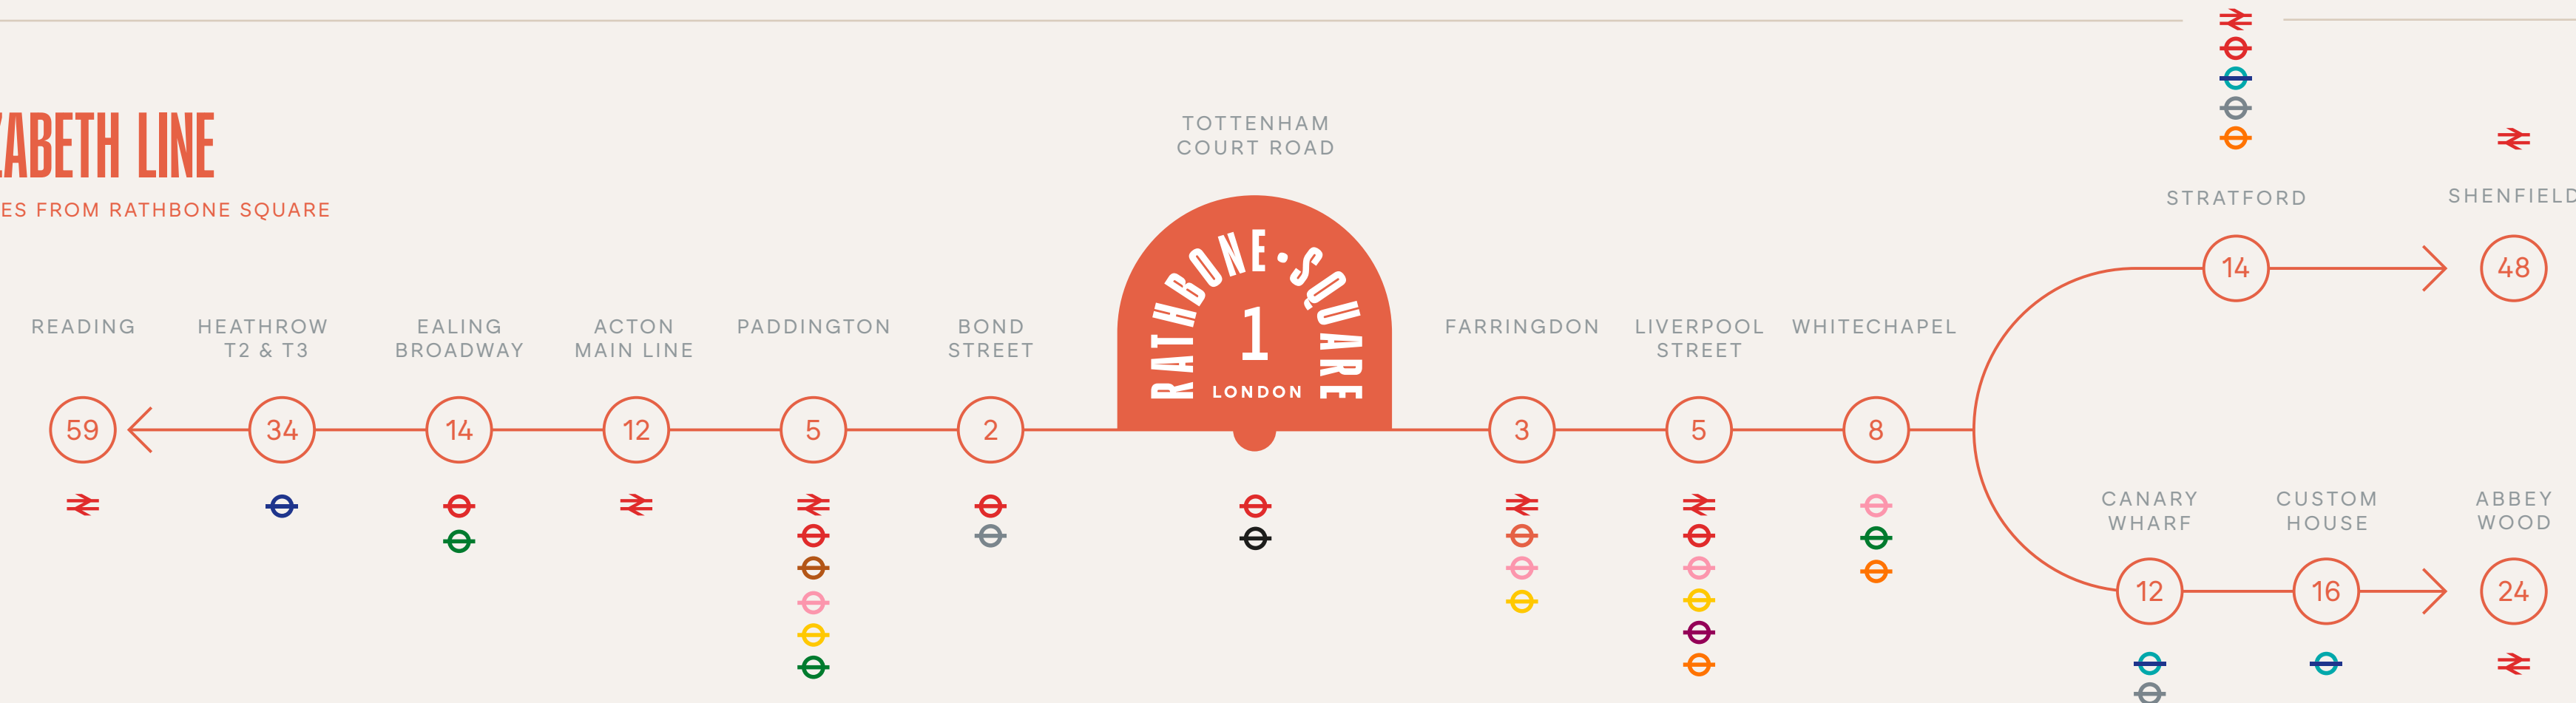 ZABETH LINE
ES FROM RATHBONE SQUARE
TOTTENHAM
COURT ROAD
RATHBONE • SQUARE
1
LONDON
READING
HEATHROW
T2 & T3
EALING
BROADWAY
ACTON
MAIN LINE
PADDINGTON
BOND
STREET
FARRINGDON
LIVERPOOL
STREET
WHITECHAPEL
59
34
14
12
5
2
3
5
8
STRATFORD
SHENFIELD
14
48
CANARY
WHARF
CUSTOM
HOUSE
ABBEY
WOOD
12
16
24